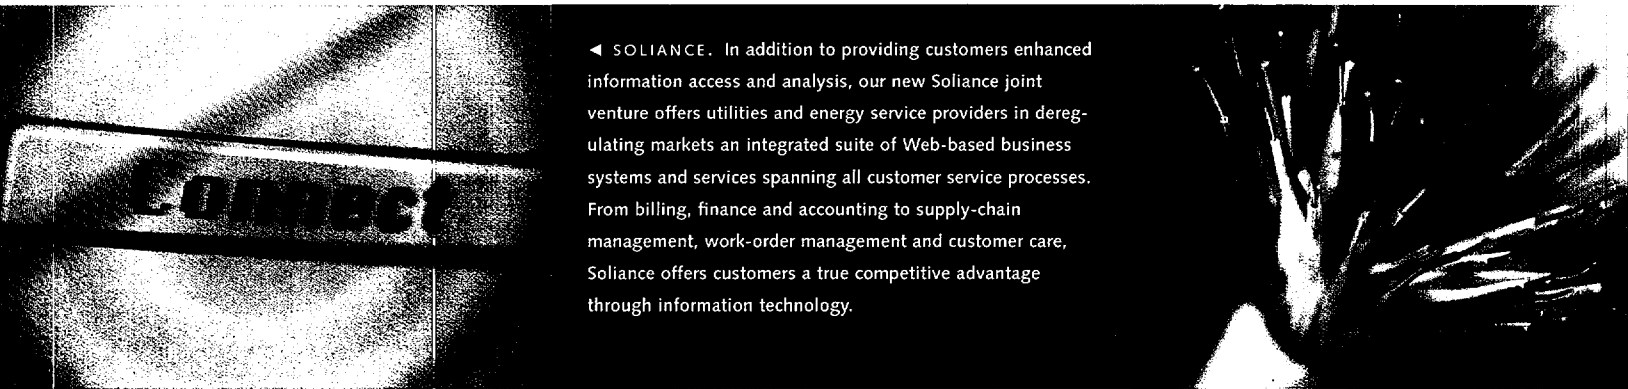 Connect
◄ SOLIANCE. In addition to providing customers enhanced
information access and analysis, our new Soliance joint
venture offers utilities and energy service providers in dereg-
ulating markets an integrated suite of Web-based business
systems and services spanning all customer service processes.
From billing, finance and accounting to supply-chain
management, work-order management and customer care,
Soliance offers customers a true competitive advantage
through information technology.